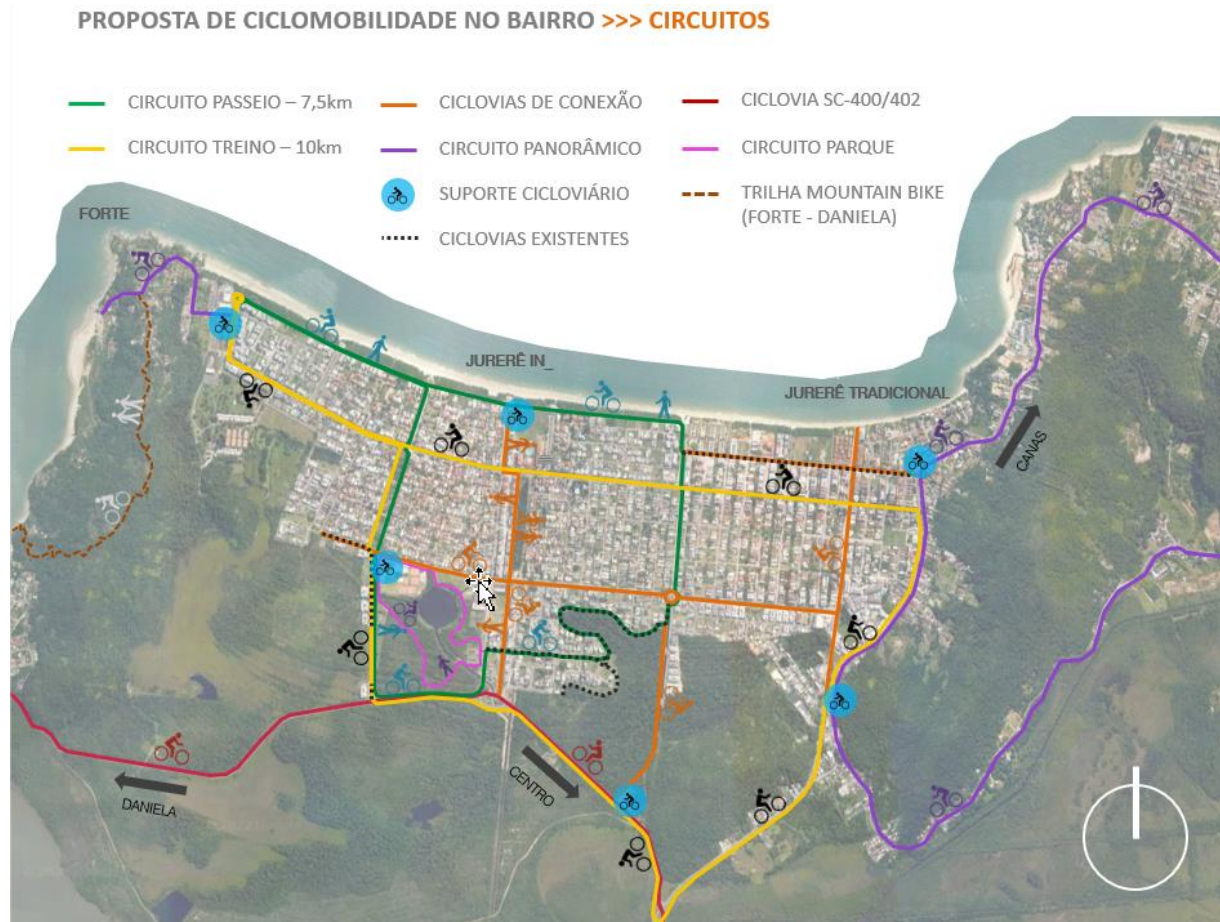 PROPOSTA DE CICLOMOBILIDADE NO BAIRRO >>> CIRCUITOS
CIRCUITO PASSEIO – 7,5km
CICLOVIAS DE CONEXÃO
CICLOVIA SC-400/402
CIRCUITO TREINO – 10km
CIRCUITO PANORÂMICO
CIRCUITO PARQUE
SUPORTE CICLOVIÁRIO
TRILHA MOUNTAIN BIKE
(FORTE - DANIELA)
CICLOVIAS EXISTENTES
FORTE
JURERÊ IN_
JURERÊ TRADICIONAL
CANAS
CENTRO
DANIELA